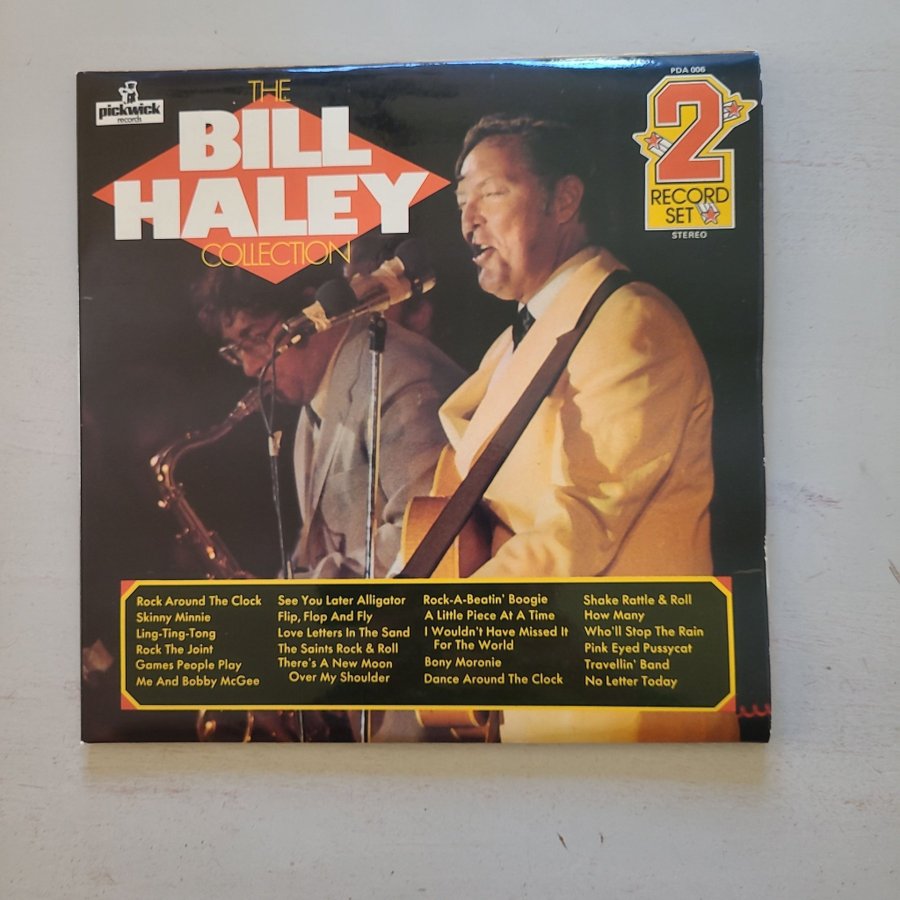 pickwick
records
THE
BILL
HALEY
COLLECTION
PDA 006
2
RECORD
SET
STEREO
Rock Around The Clock
Skinny Minnie
Ling-Ting-Tong
Rock The Joint
Games People Play
Me And Bobby McGee
See You Later Alligator
Flip, Flop And Fly
Love Letters In The Sand
The Saints Rock & Roll
There's A New Moon
Over My Shoulder
Rock-A-Beatin' Boogie
A Little Piece At A Time
I Wouldn't Have Missed It
For The World
Bony Moronie
Dance Around The Clock
Shake Rattle & Roll
How Many
Who'll Stop The Rain
Pink Eyed Pussycat
Travellin' Band
No Letter Today